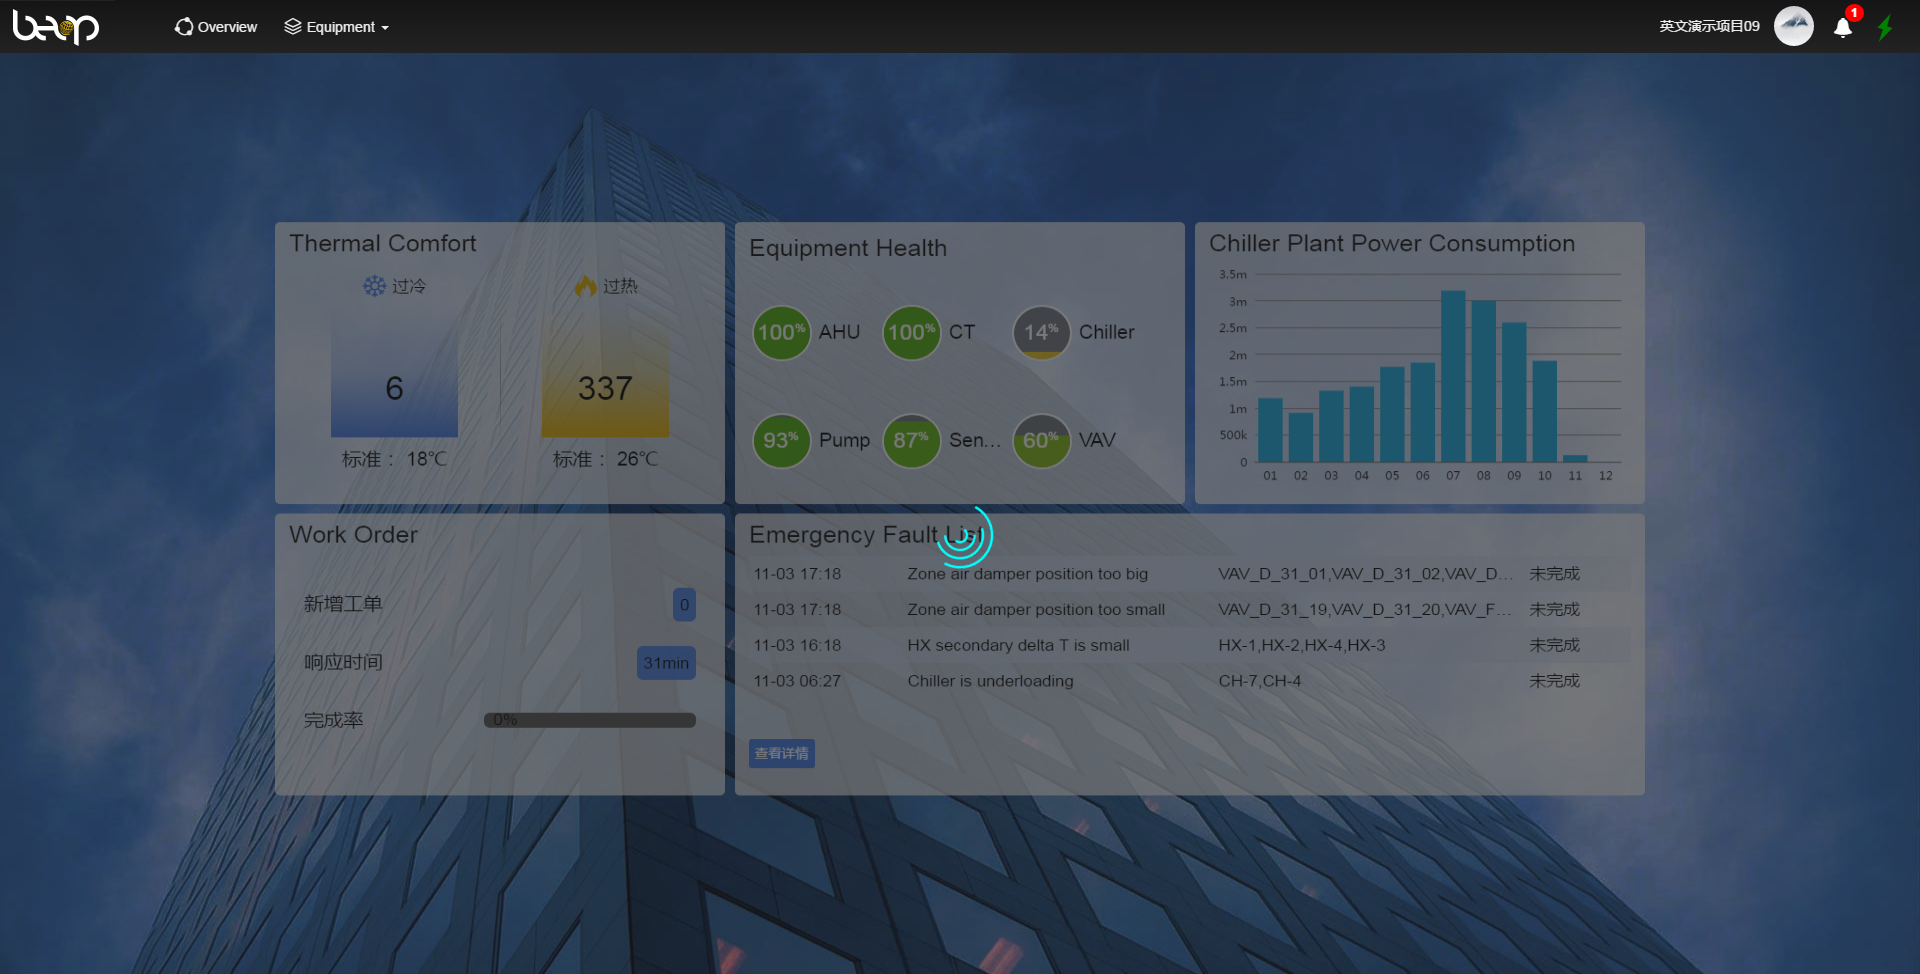 beop
Overview
Equipment
英文演示项目09
1
Thermal Comfort
过冷
过热
6
337
标准： 18℃
标准： 26℃
Equipment Health
100% AHU
100% CT
14% Chiller
93% Pump
87% Sen...
60% VAV
Chiller Plant Power Consumption
3.5m
3m
2.5m
2m
1.5m
1m
500k
0
01 02 03 04 05 06 07 08 09 10 11 12
Work Order
新增工单 0
响应时间 31min
完成率 0%
Emergency Fault List
11-03 17:18 Zone air damper position too big VAV_D_31_01,VAV_D_31_02,VAV_D... 未完成
11-03 17:18 Zone air damper position too small VAV_D_31_19,VAV_D_31_20,VAV_F... 未完成
11-03 16:18 HX secondary delta T is small HX-1,HX-2,HX-4,HX-3 未完成
11-03 06:27 Chiller is underloading CH-7,CH-4 未完成
查看详情